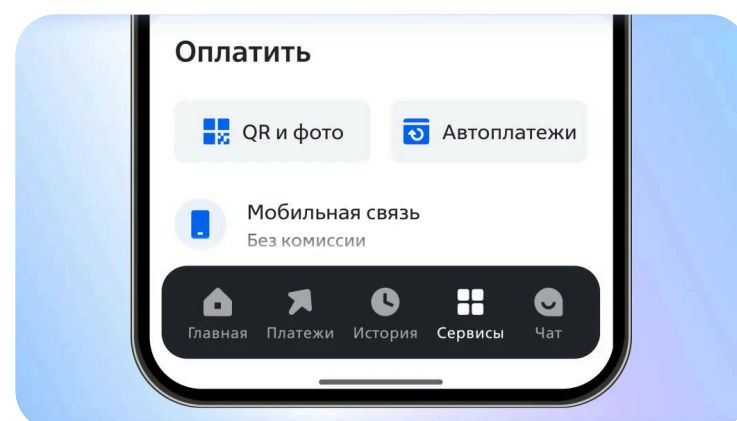 Оплатить
QR и фото
Автоплатежи
Мобильная связь
Без комиссии
Главная Платежи История Сервисы Чат